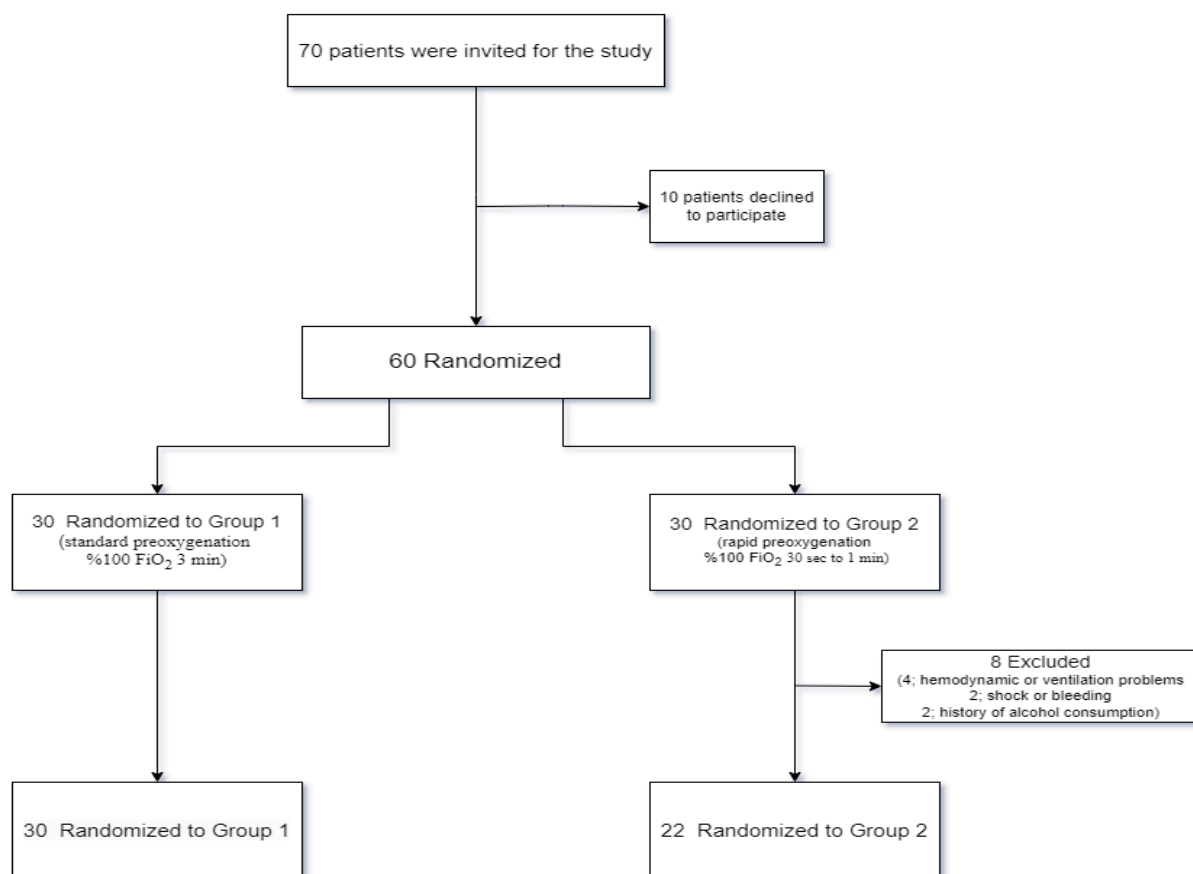 70 patients were invited for the study
10 patients declined
to participate
60 Randomized
30 Randomized to Group 1
(standard preoxygenation
%100 FiO₂ 3 min)
30 Randomized to Group 2
(rapid preoxygenation
%100 FiO₂ 30 sec to 1 min)
8 Excluded
(4; hemodynamic or ventilation problems
2; shock or bleeding
2; history of alcohol consumption)
30 Randomized to Group 1
22 Randomized to Group 2